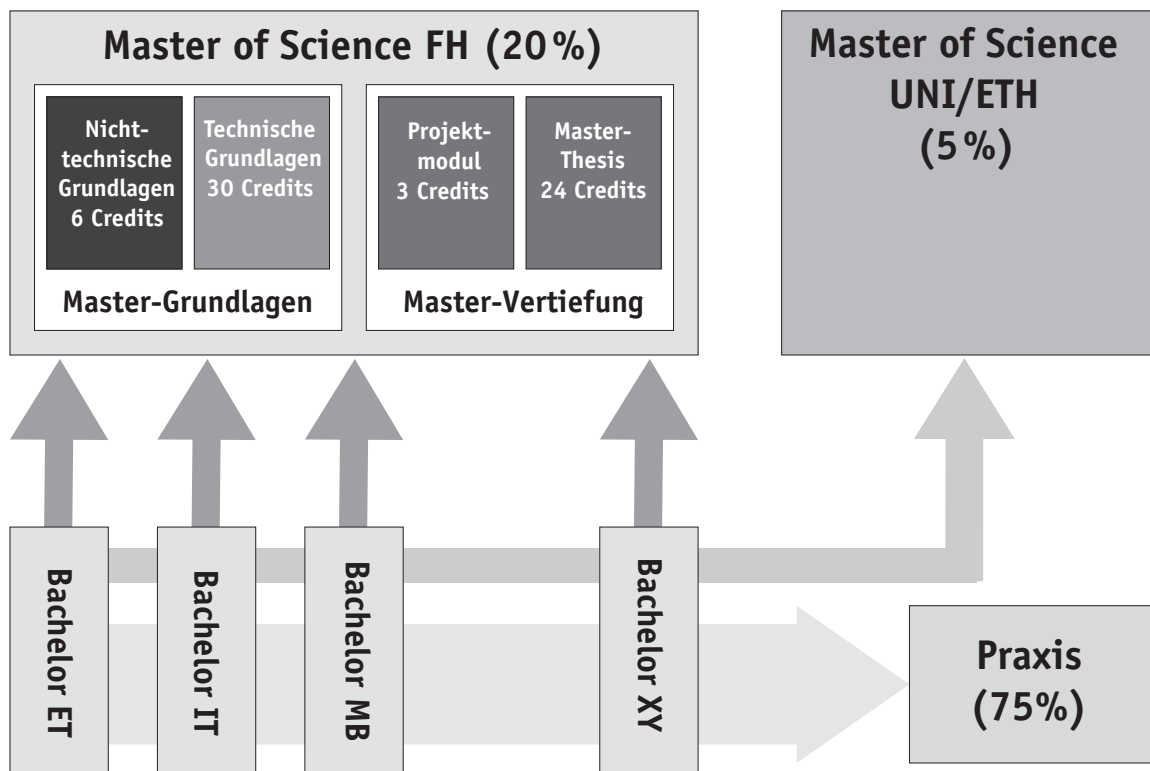 Master of Science FH (20 %)
Nicht-
technische
Grundlagen
6 Credits
Technische
Grundlagen
30 Credits
Master-Grundlagen
Projekt-
modul
3 Credits
Master-
Thesis
24 Credits
Master-Vertiefung
Master of Science
UNI/ETH
(5 %)
Bachelor ET
Bachelor IT
Bachelor MB
Bachelor XY
Praxis
(75%)